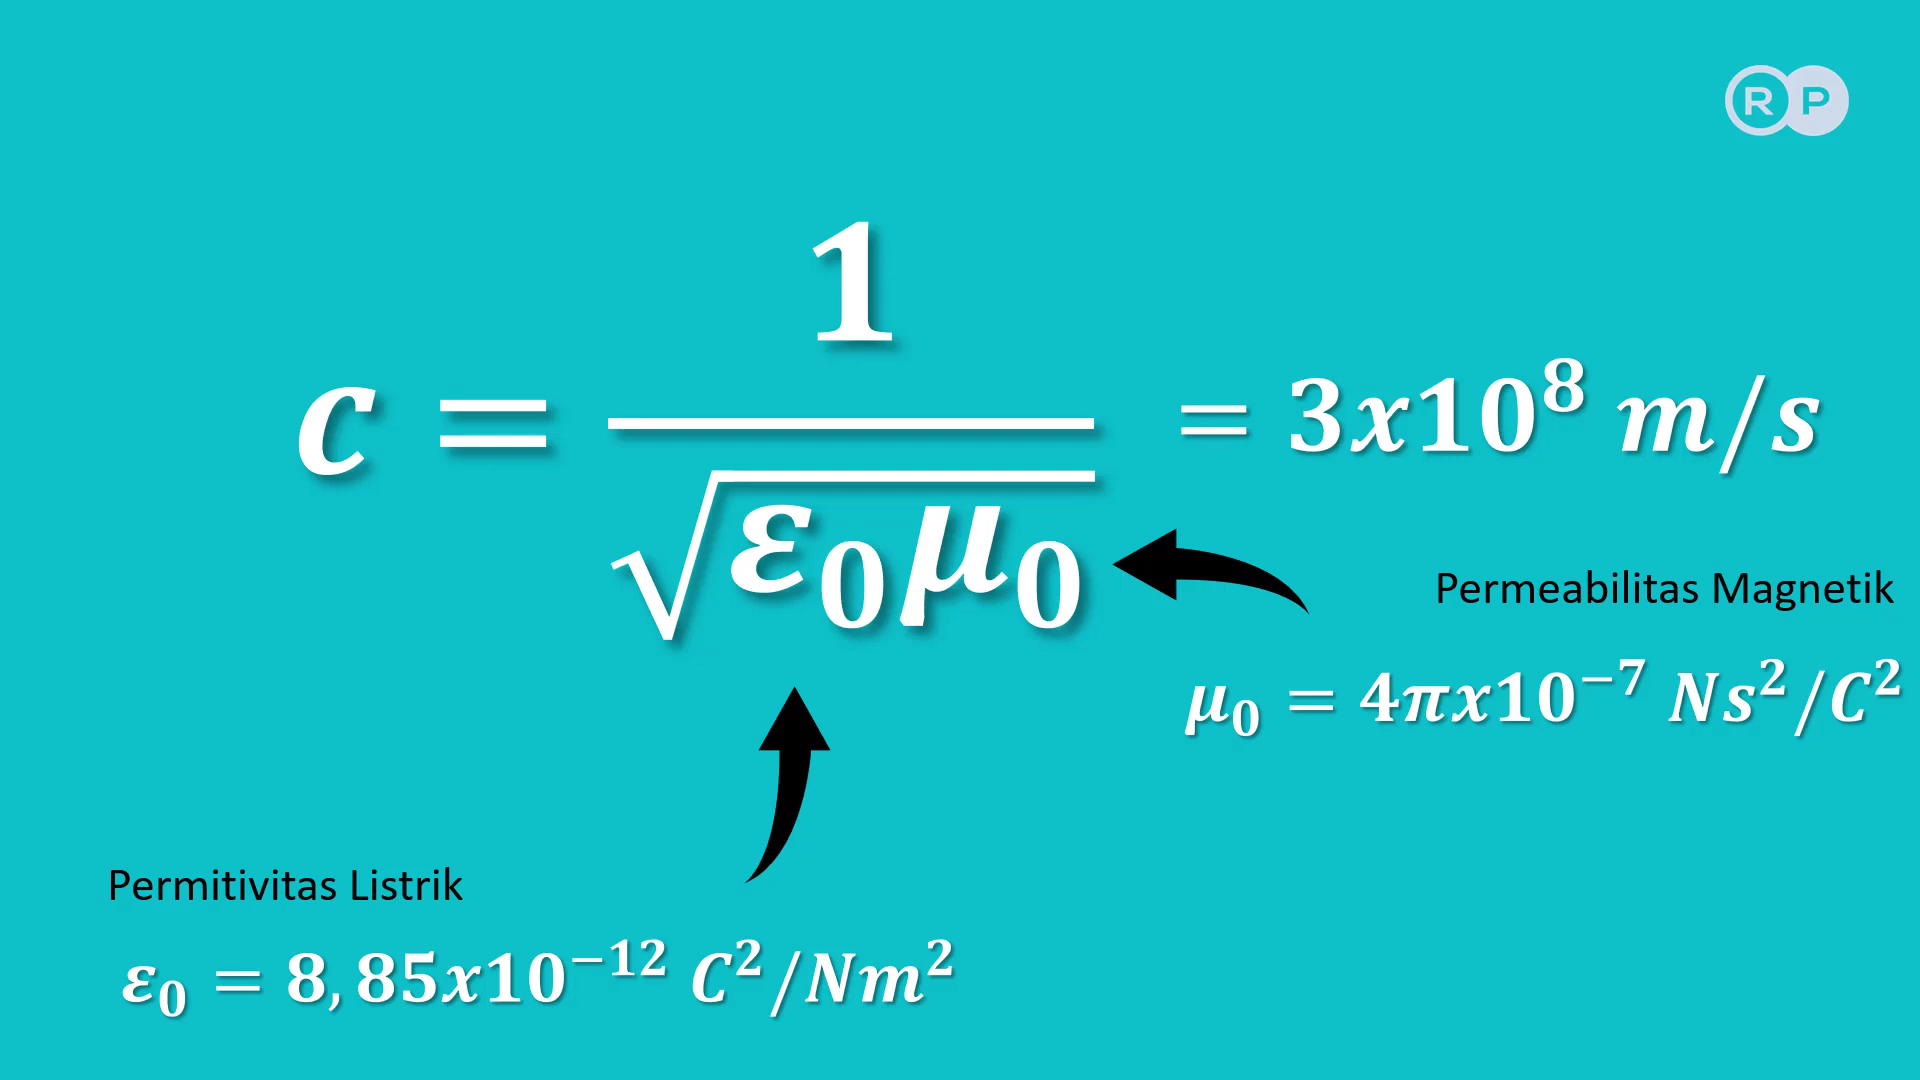 RP
c = 1 / √ε₀μ₀ = 3x10⁸ m/s
Permeabilitas Magnetik
μ₀ = 4πx10⁻⁷ Ns²/C²
Permitivitas Listrik
ε₀ = 8,85x10⁻¹² C²/Nm²